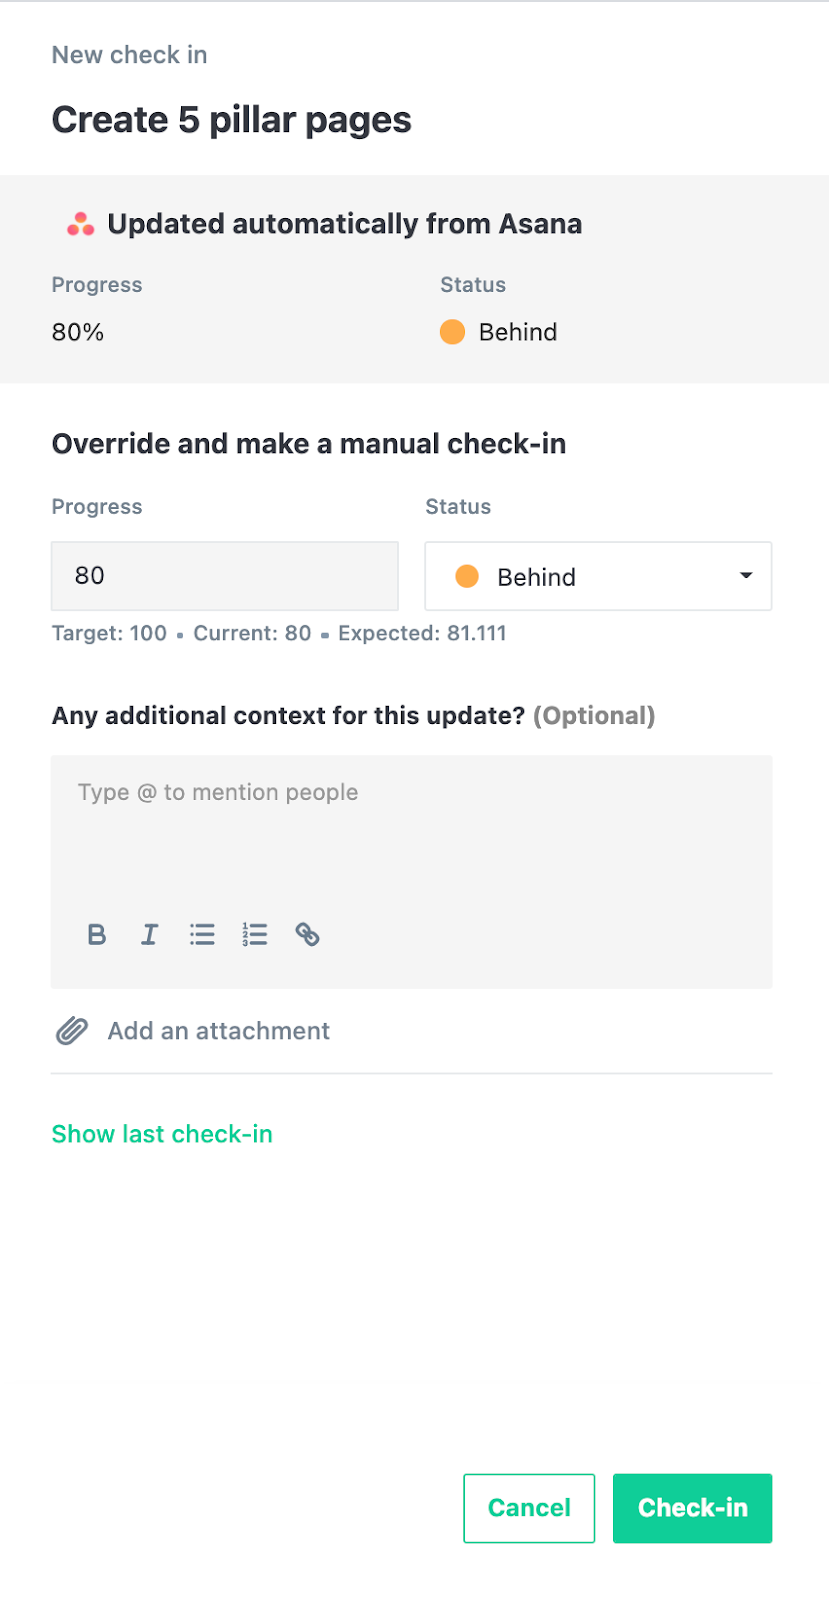 New check in
Create 5 pillar pages
Updated automatically from Asana
Progress Status
80% Behind
Override and make a manual check-in
Progress Status
80 Behind
Target: 100 • Current: 80 • Expected: 81.111
Any additional context for this update? (Optional)
Type @ to mention people
B I
Add an attachment
Show last check-in
Cancel Check-in